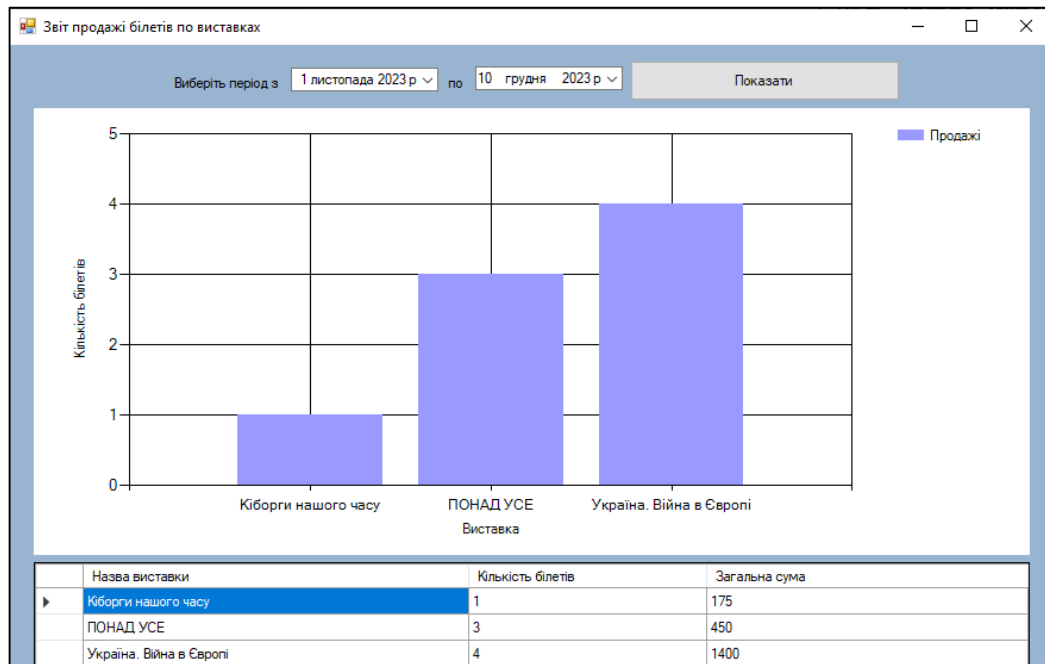 Звіт продажі білетів по виставках
Виберіть період з 1 листопада 2023 р по 10 грудня 2023 р Показати
Продажі
5
4
3
2
1
0
Кількість білетів
Кіборги нашого часу ПОНАД УСЕ Україна. Війна в Європі
Виставка
Назва виставки Кількість білетів Загальна сума
Кіборги нашого часу 1 175
ПОНАД УСЕ 3 450
Україна. Війна в Європі 4 1400